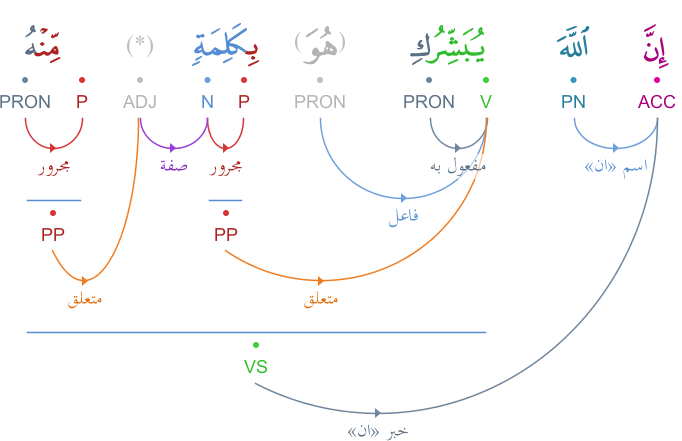 إِنَّ ٱللَّهَ يُبَشِّرُكِ (هُوَ) بِكَلِمَةٍ (*) مِّنْهُ
ACC PN V PRON PRON P N ADJ P PRON
اسم «ان» مفعول به مجرور صفة مجرور
فاعل
PP PP
متعلق متعلق
VS
خبر «ان»